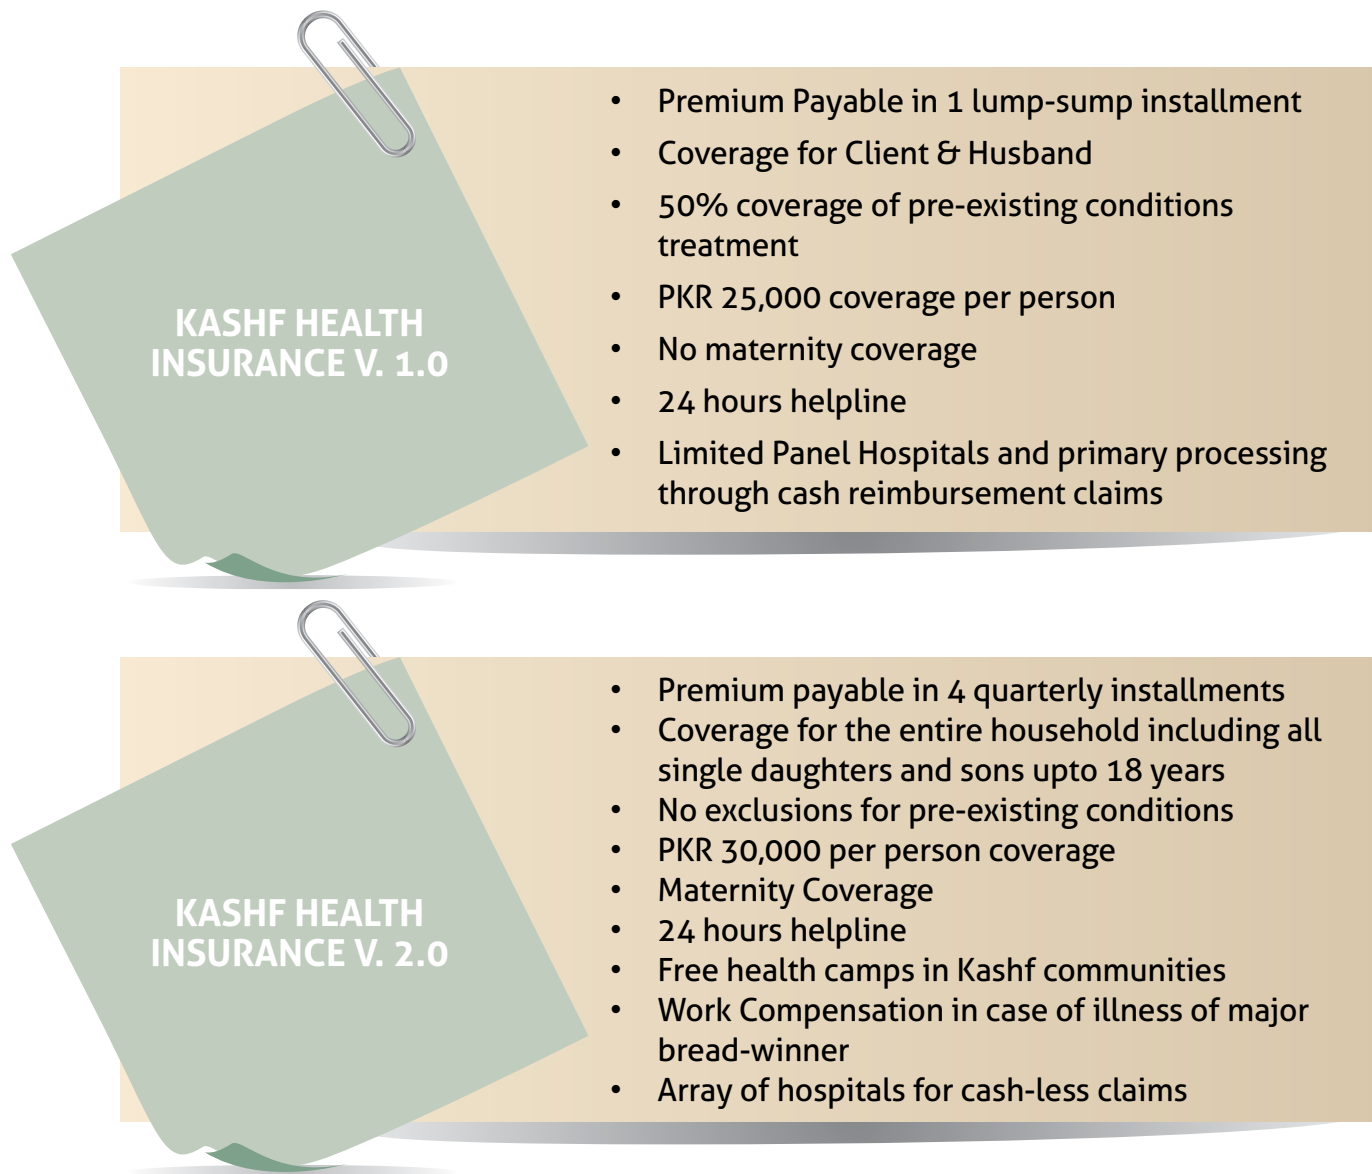 KASHF HEALTH
INSURANCE V. 1.0
• Premium Payable in 1 lump-sump installment
• Coverage for Client & Husband
• 50% coverage of pre-existing conditions
treatment
• PKR 25,000 coverage per person
• No maternity coverage
• 24 hours helpline
• Limited Panel Hospitals and primary processing
through cash reimbursement claims
KASHF HEALTH
INSURANCE V. 2.0
• Premium payable in 4 quarterly installments
• Coverage for the entire household including all
single daughters and sons upto 18 years
• No exclusions for pre-existing conditions
• PKR 30,000 per person coverage
• Maternity Coverage
• 24 hours helpline
• Free health camps in Kashf communities
• Work Compensation in case of illness of major
bread-winner
• Array of hospitals for cash-less claims